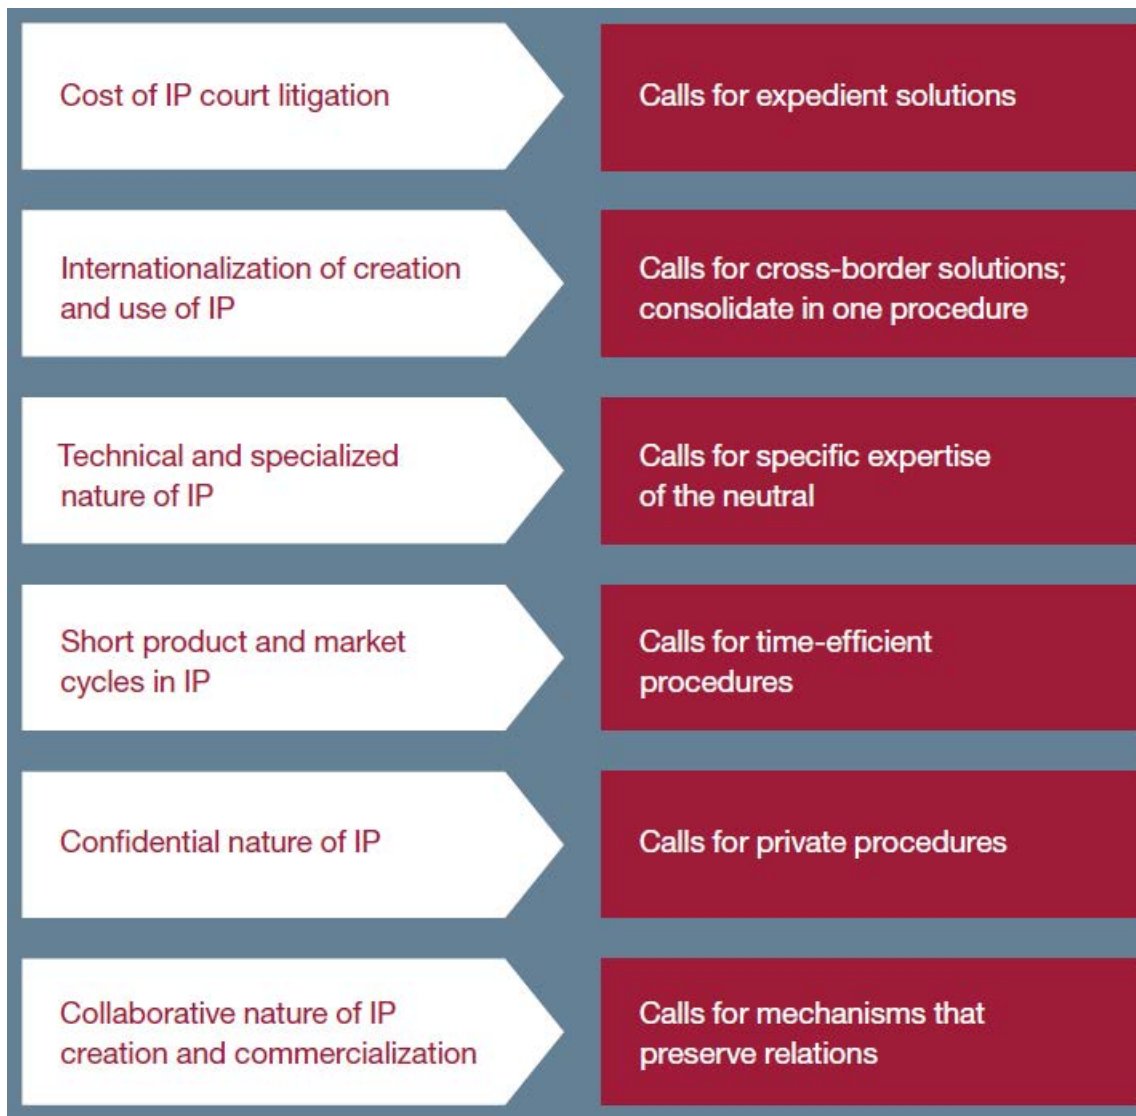 Cost of IP court litigation
Calls for expedient solutions
Internationalization of creation
and use of IP
Calls for cross-border solutions;
consolidate in one procedure
Technical and specialized
nature of IP
Calls for specific expertise
of the neutral
Short product and market
cycles in IP
Calls for time-efficient
procedures
Confidential nature of IP
Calls for private procedures
Collaborative nature of IP
creation and commercialization
Calls for mechanisms that
preserve relations